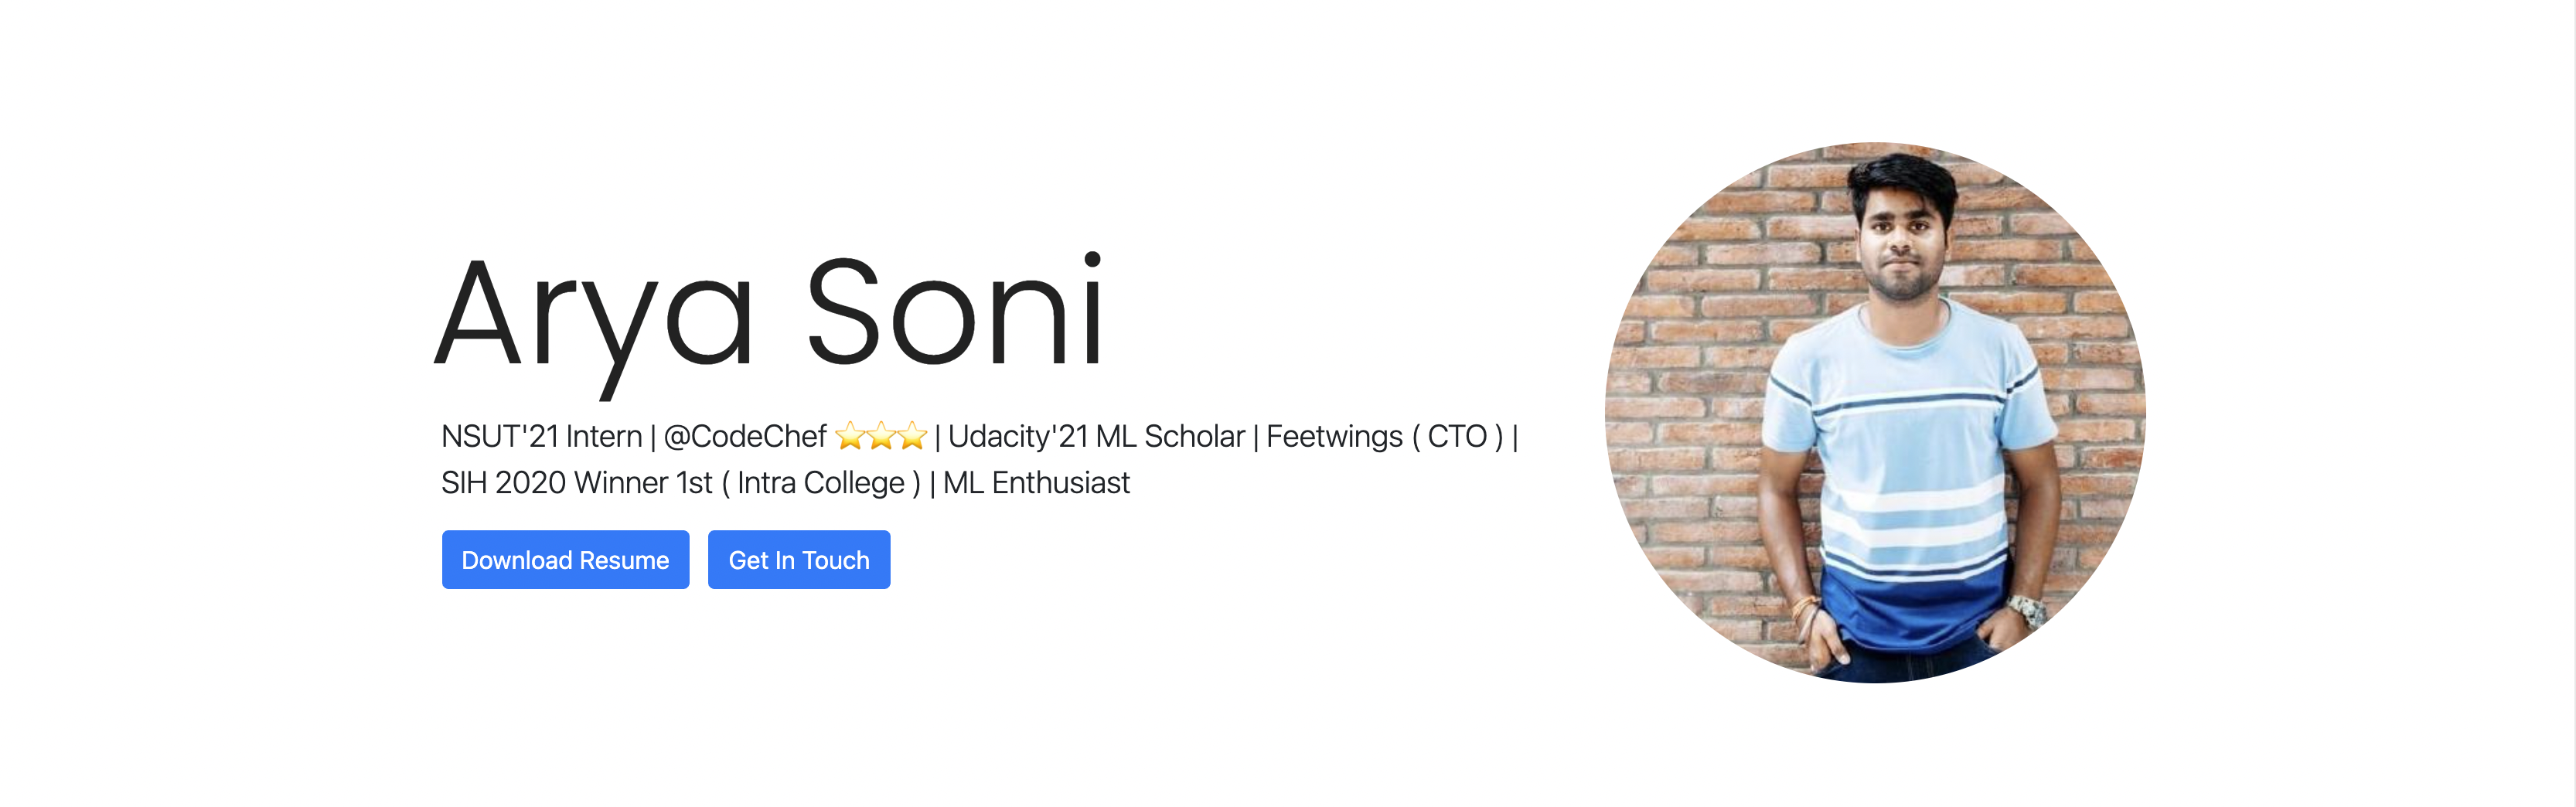 Arya Soni
NSUT'21 Intern | @CodeChef ⭐⭐⭐ | Udacity'21 ML Scholar | Feetwings ( CTO ) |
SIH 2020 Winner 1st ( Intra College ) | ML Enthusiast
Download Resume Get In Touch